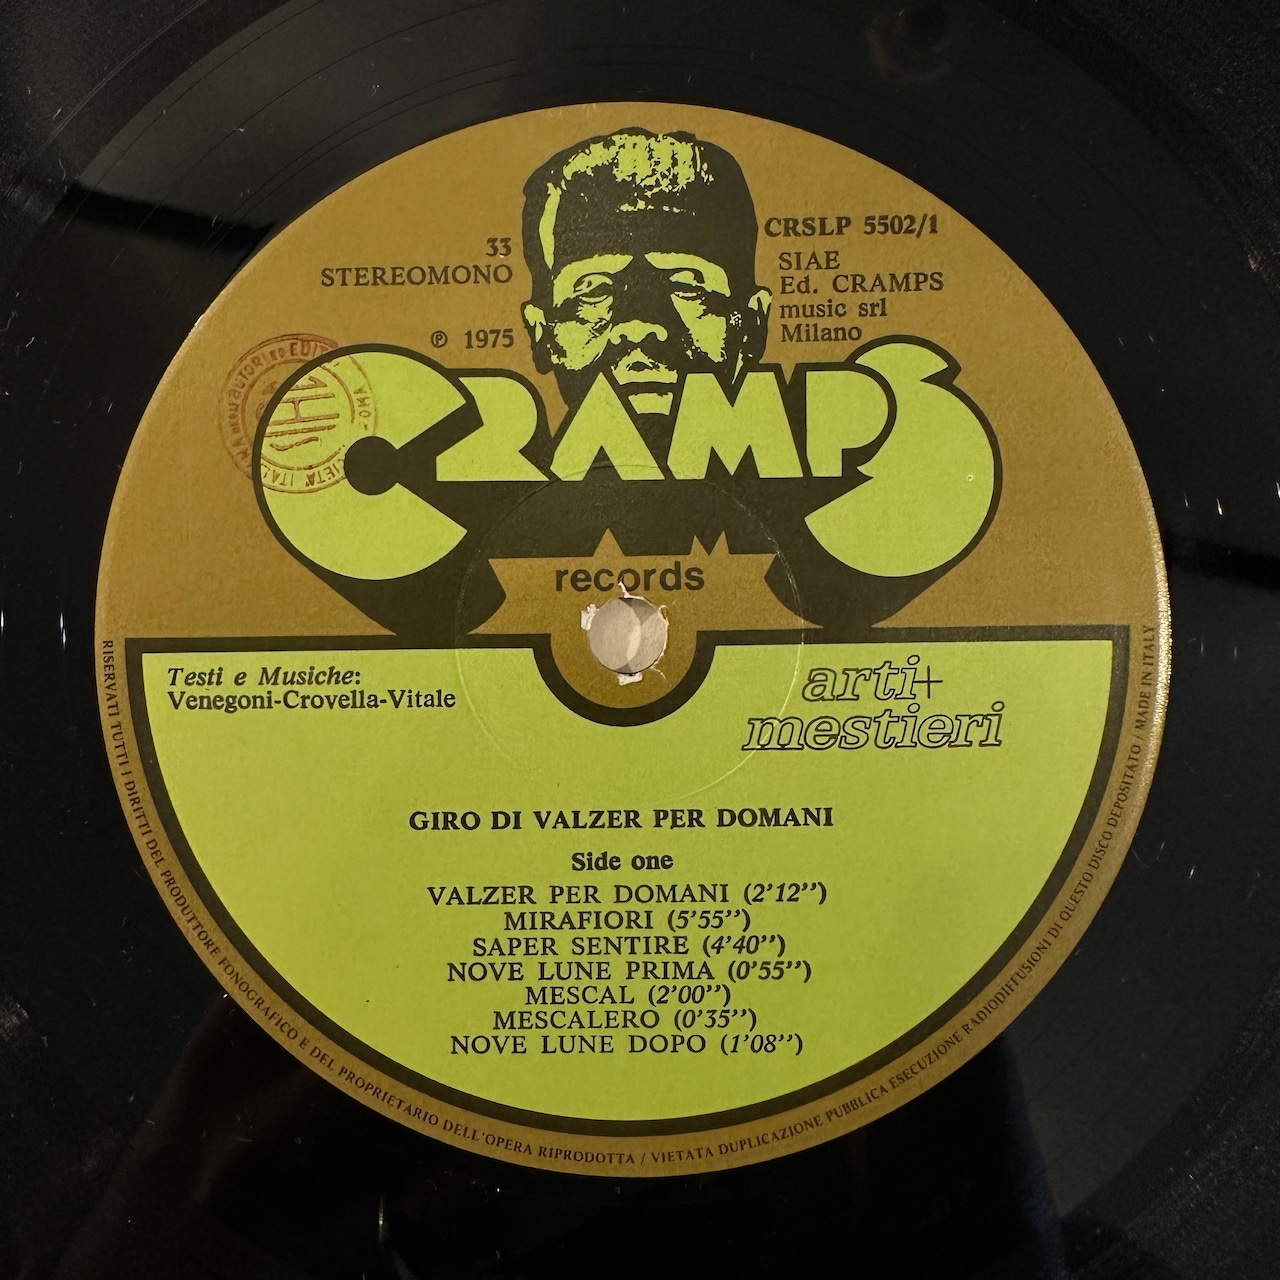 33
STEREOMONO
℗ 1975
CRSLP 5502/1
SIAE
Ed. CRAMPS
music srl
Milano
CRAMPS
records
Testi e Musiche:
Venegoni-Crovella-Vitale
arti+
mestieri
GIRO DI VALZER PER DOMANI
Side one
VALZER PER DOMANI (2'12'')
MIRAFIORI (5'55'')
SAPER SENTIRE (4'40'')
NOVE LUNE PRIMA (0'55'')
MESCAL (2'00'')
MESCALERO (0'35'')
NOVE LUNE DOPO (1'08'')
RISERVATI TUTTI I DIRITTI DEL PRODUTTORE FONOGRAFICO E DEL PROPRIETARIO DELL'OPERA RIPRODOTTA / VIETATA DUPLICAZIONE PUBBLICA ESECUZIONE RADIODIFFUSIONI DI QUESTO DISCO DEPOSITATO / MADE IN ITALY